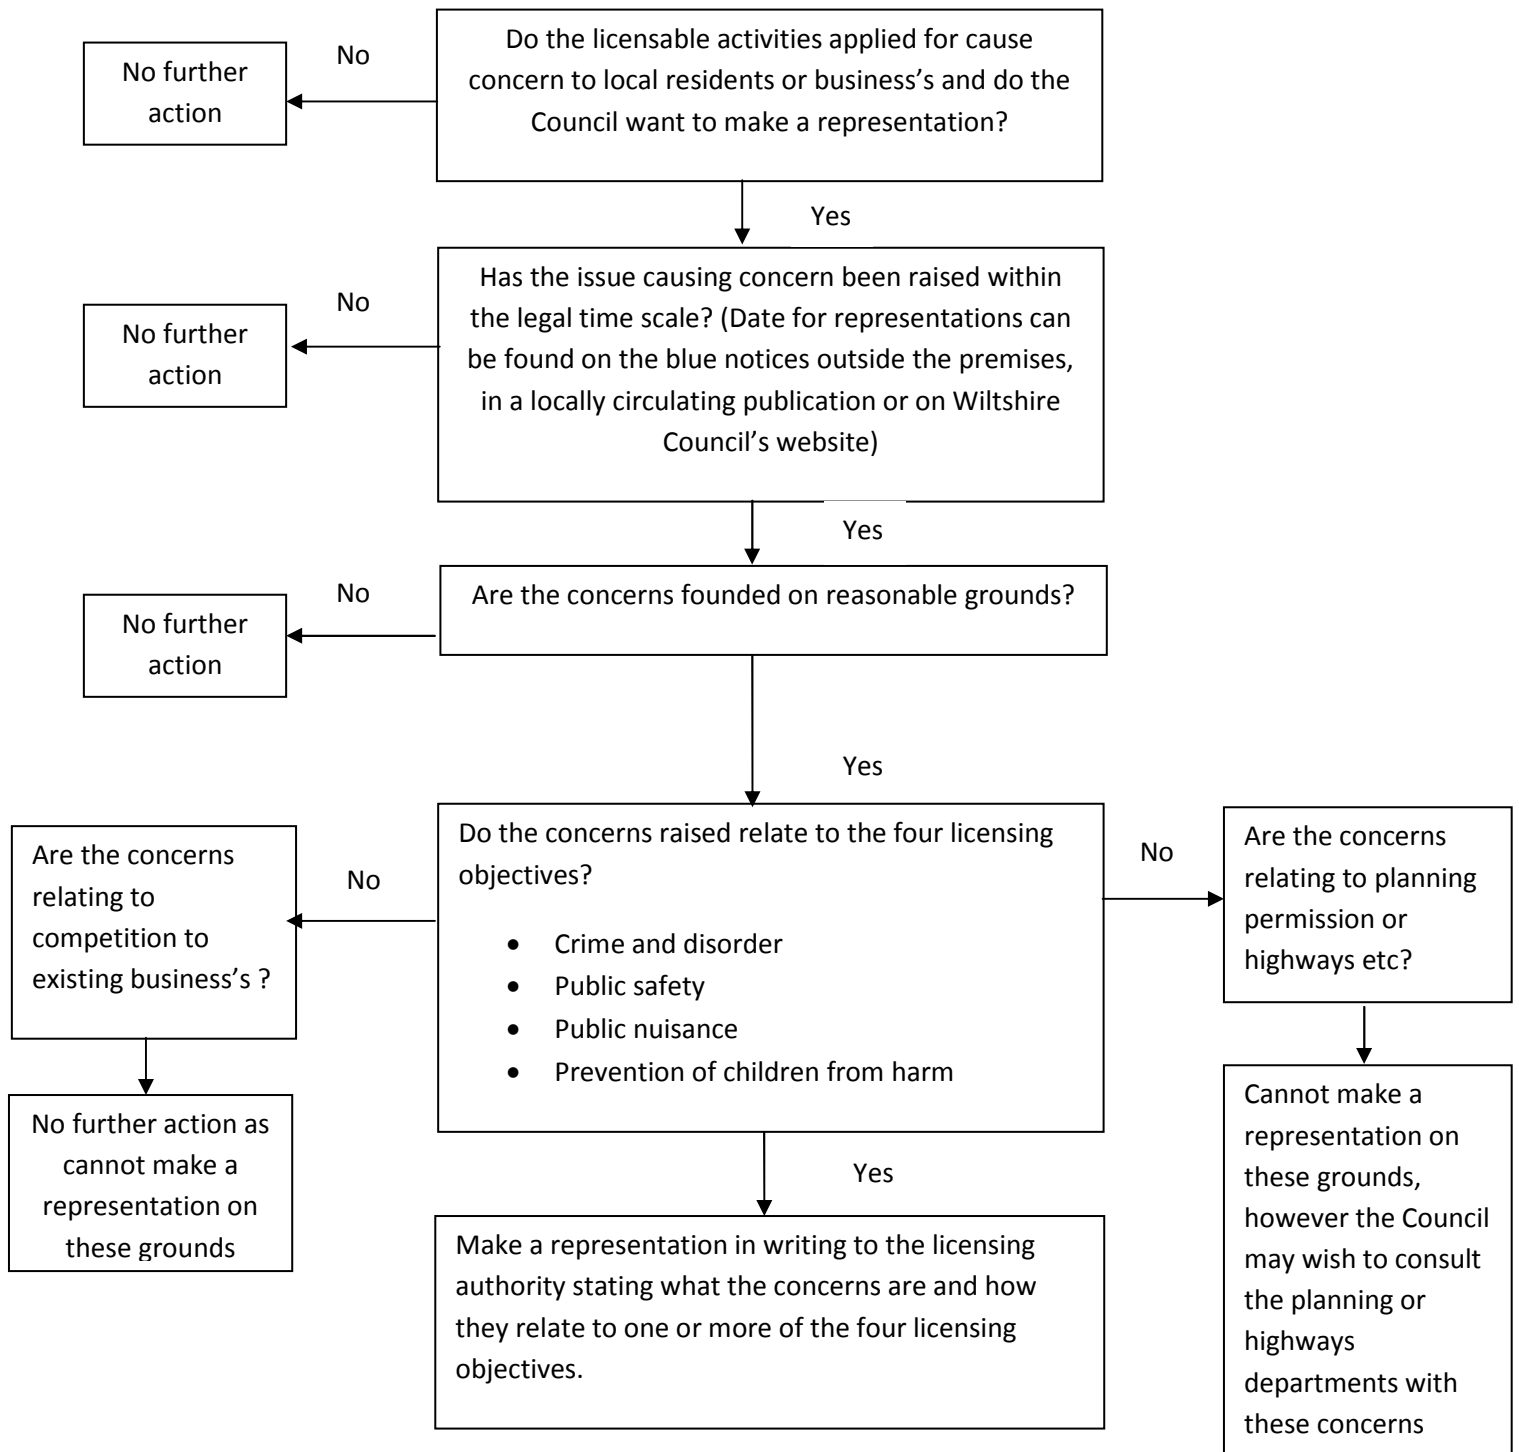 Do the licensable activities applied for cause
concern to local residents or business’s and do the
Council want to make a representation?
No
No further
action
Yes
Has the issue causing concern been raised within
the legal time scale? (Date for representations can
be found on the blue notices outside the premises,
in a locally circulating publication or on Wiltshire
Council’s website)
No
No further
action
Yes
Are the concerns founded on reasonable grounds?
No
No further
action
Yes
Do the concerns raised relate to the four licensing
objectives?
• Crime and disorder
• Public safety
• Public nuisance
• Prevention of children from harm
No
Are the concerns
relating to
competition to
existing business’s ?
No further action as
cannot make a
representation on
these grounds
No
Are the concerns
relating to planning
permission or
highways etc?
Cannot make a
representation on
these grounds,
however the Council
may wish to consult
the planning or
highways
departments with
these concerns
Yes
Make a representation in writing to the licensing
authority stating what the concerns are and how
they relate to one or more of the four licensing
objectives.